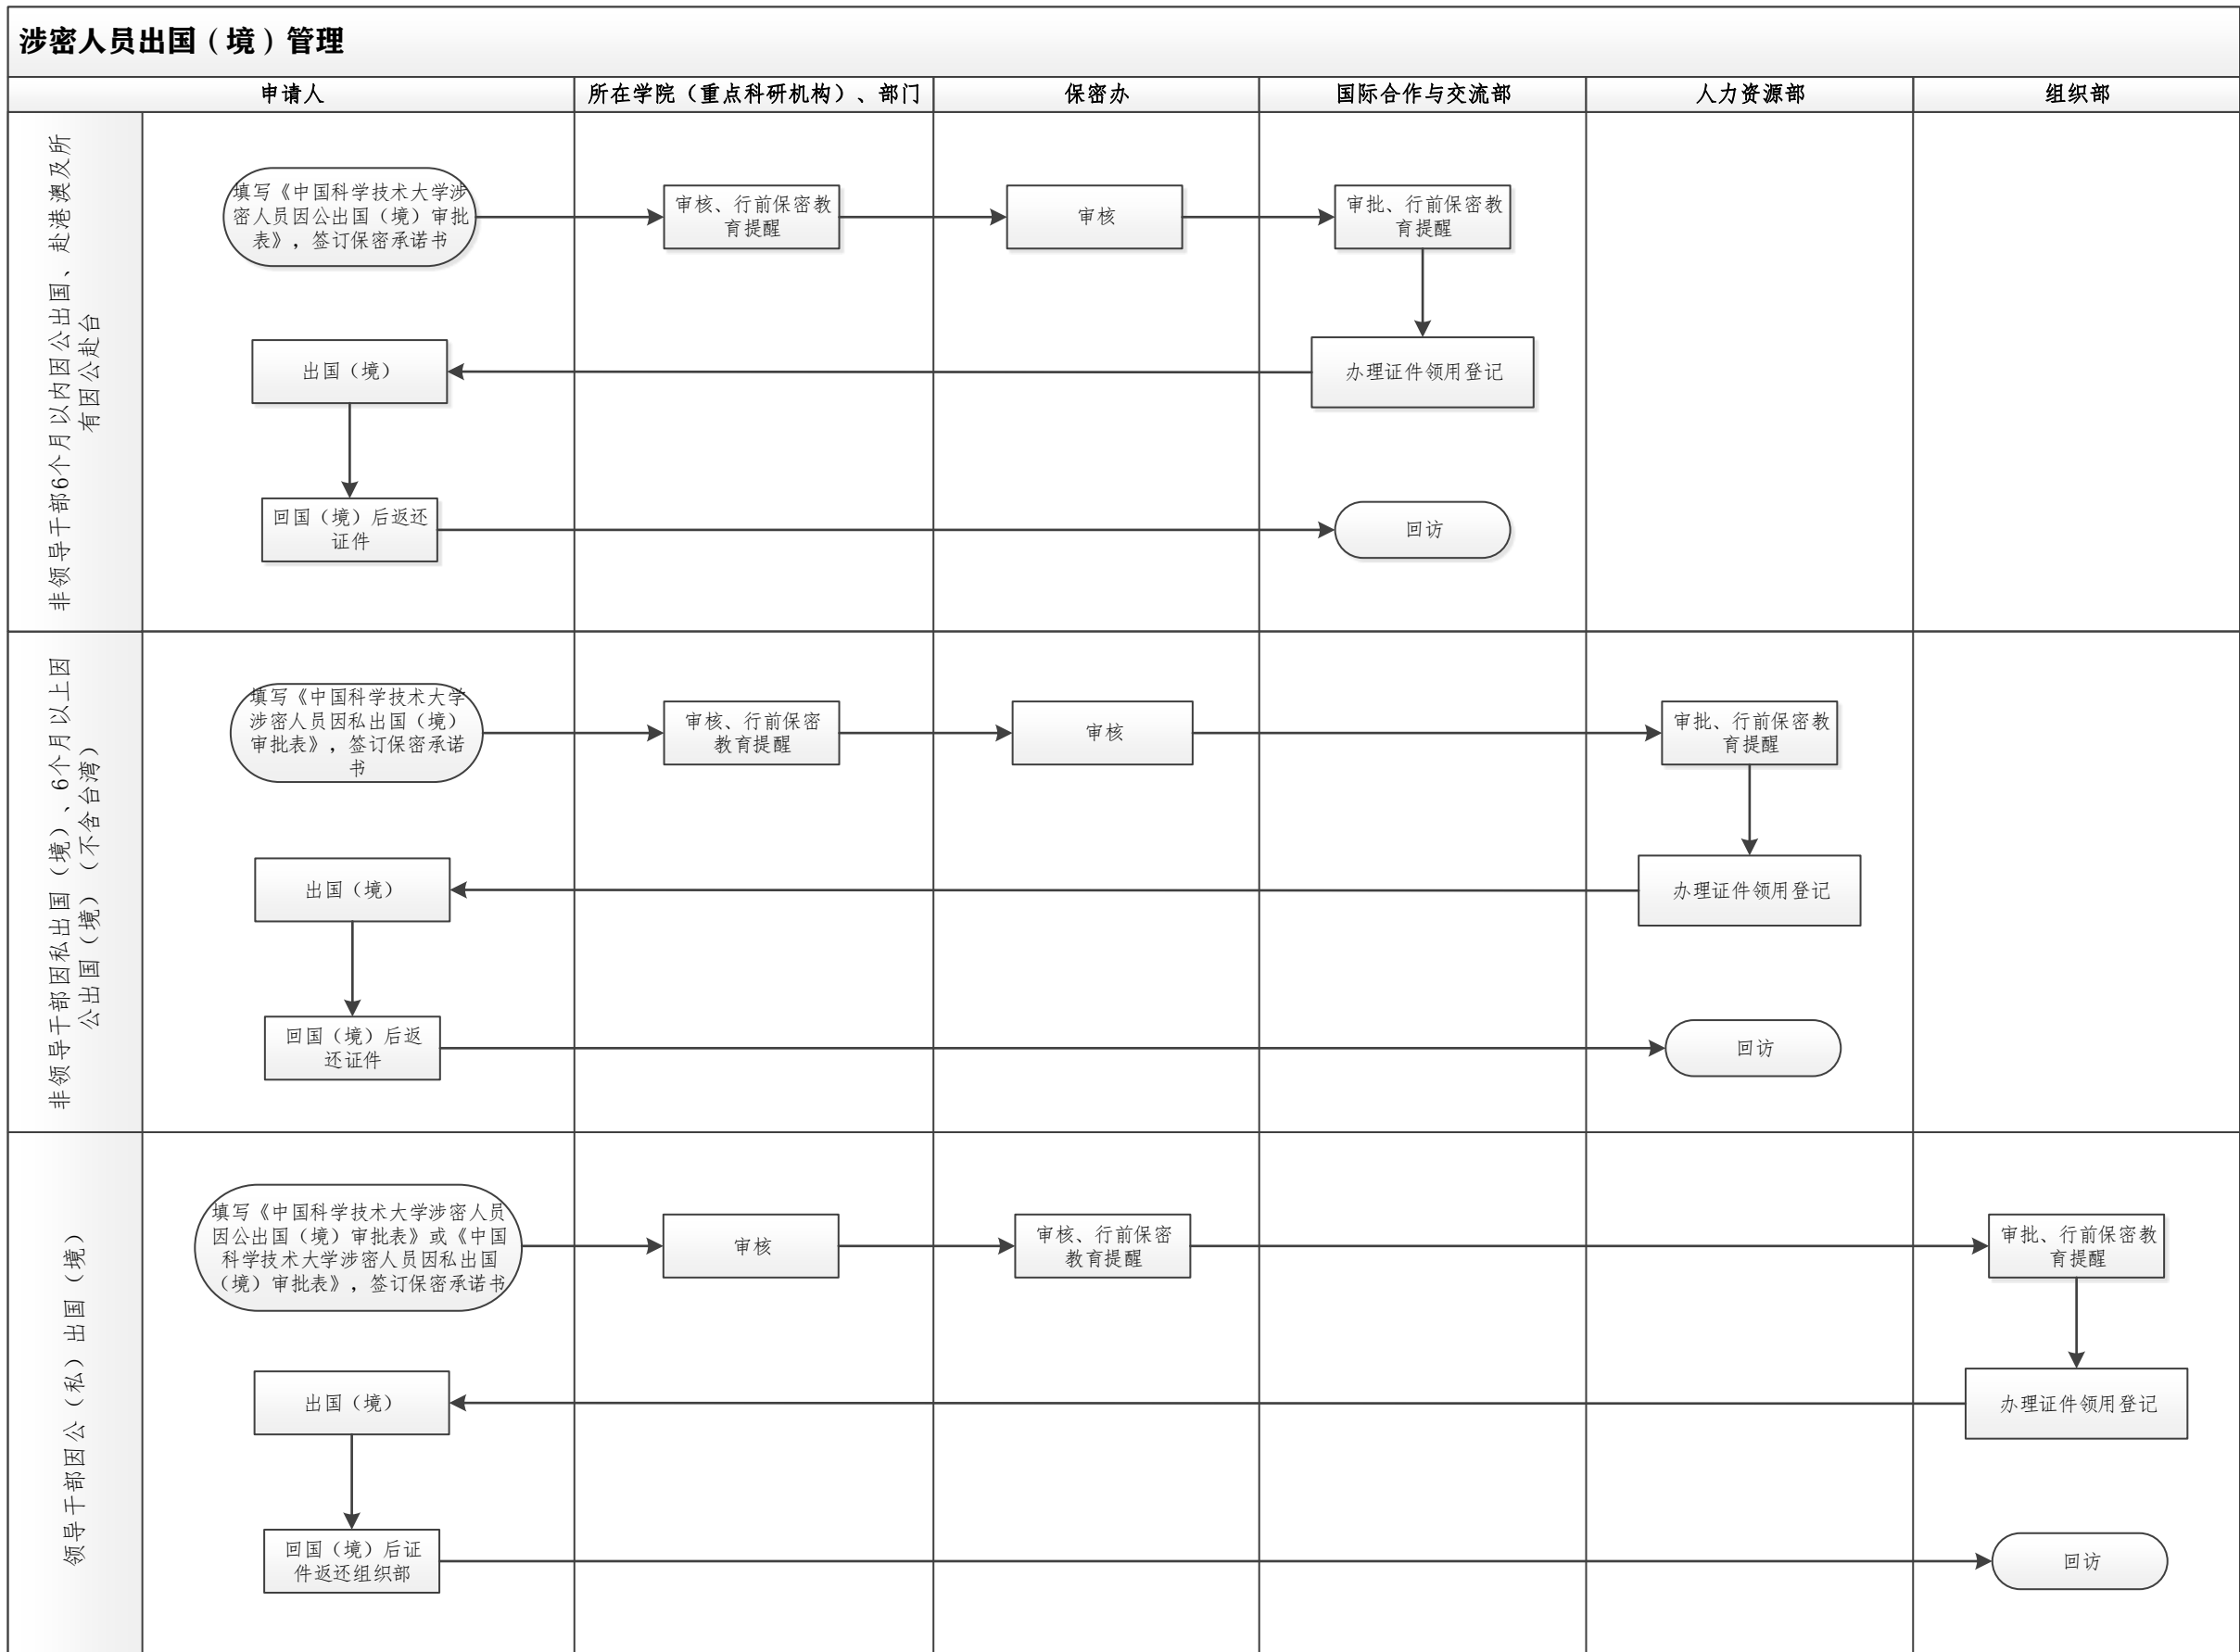 涉密人员出国（境）管理
申请人
所在学院（重点科研机构）、部门
保密办
国际合作与交流部
人力资源部
组织部
非领导干部6个月以内因公出国、赴港澳及所
有因公赴台
填写《中国科学技术大学涉
密人员因公出国（境）审批
表》，签订保密承诺书
审核、行前保密教
育提醒
审核
审批、行前保密教
育提醒
出国（境）
办理证件领用登记
回国（境）后返还
证件
回访
非领导干部因私出国（境）、6个月以上因
公出国（境）（不含台湾）
填写《中国科学技术大学
涉密人员因私出国（境）
审批表》，签订保密承诺
书
审核、行前保密
教育提醒
审核
审批、行前保密教
育提醒
出国（境）
办理证件领用登记
回国（境）后返
还证件
回访
领导干部因公（私）出国（境）
填写《中国科学技术大学涉密人员
因公出国（境）审批表》或《中国
科学技术大学涉密人员因私出国
（境）审批表》，签订保密承诺书
审核
审核、行前保密
教育提醒
审批、行前保密教
育提醒
出国（境）
办理证件领用登记
回国（境）后证
件返还组织部
回访